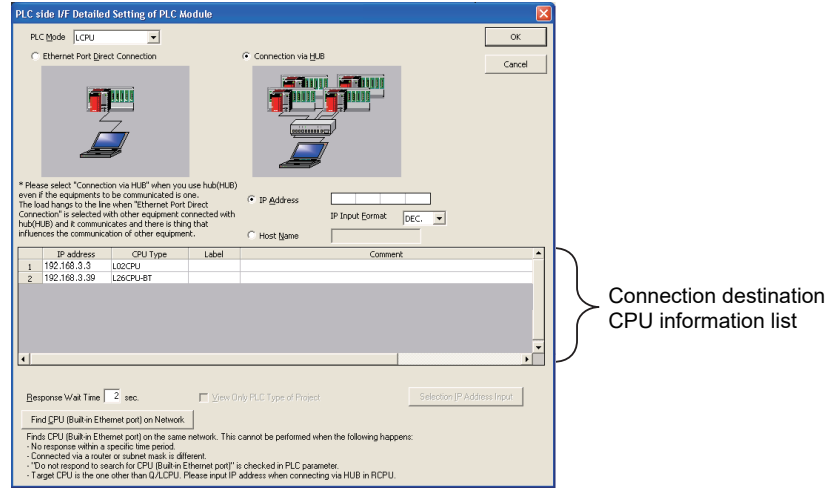 PLC side I/F Detailed Setting of PLC Module
PLC Mode LCPU
OK
Cancel
Ethernet Port Direct Connection
Connection via HUB
* Please select "Connection via HUB" when you use hub(HUB)
even if the equipments to be communicated is one.
The load hangs to the line when "Ethernet Port Direct
Connection" is selected with other equipment connected with
hub(HUB) and it communicates and there is thing that
influences the communication of other equipment.
IP Address
IP Input Format DEC.
Host Name
IP address CPU Type Label Comment
1 192.168.3.3 L02CPU
2 192.168.3.39 L26CPU-BT
Connection destination
CPU information list
Response Wait Time 2 sec.
View Only PLC Type of Project
Selection IP Address Input
Find CPU (Built-in Ethernet port) on Network
Finds CPU (Built-in Ethernet port) on the same network. This cannot be performed when the following happens:
- No response within a specific time period.
- Connected via a router or subnet mask is different.
- "Do not respond to search for CPU (Built-in Ethernet port)" is checked in PLC parameter.
- Target CPU is the one other than Q/LCPU. Please input IP address when connecting via HUB in RCPU.